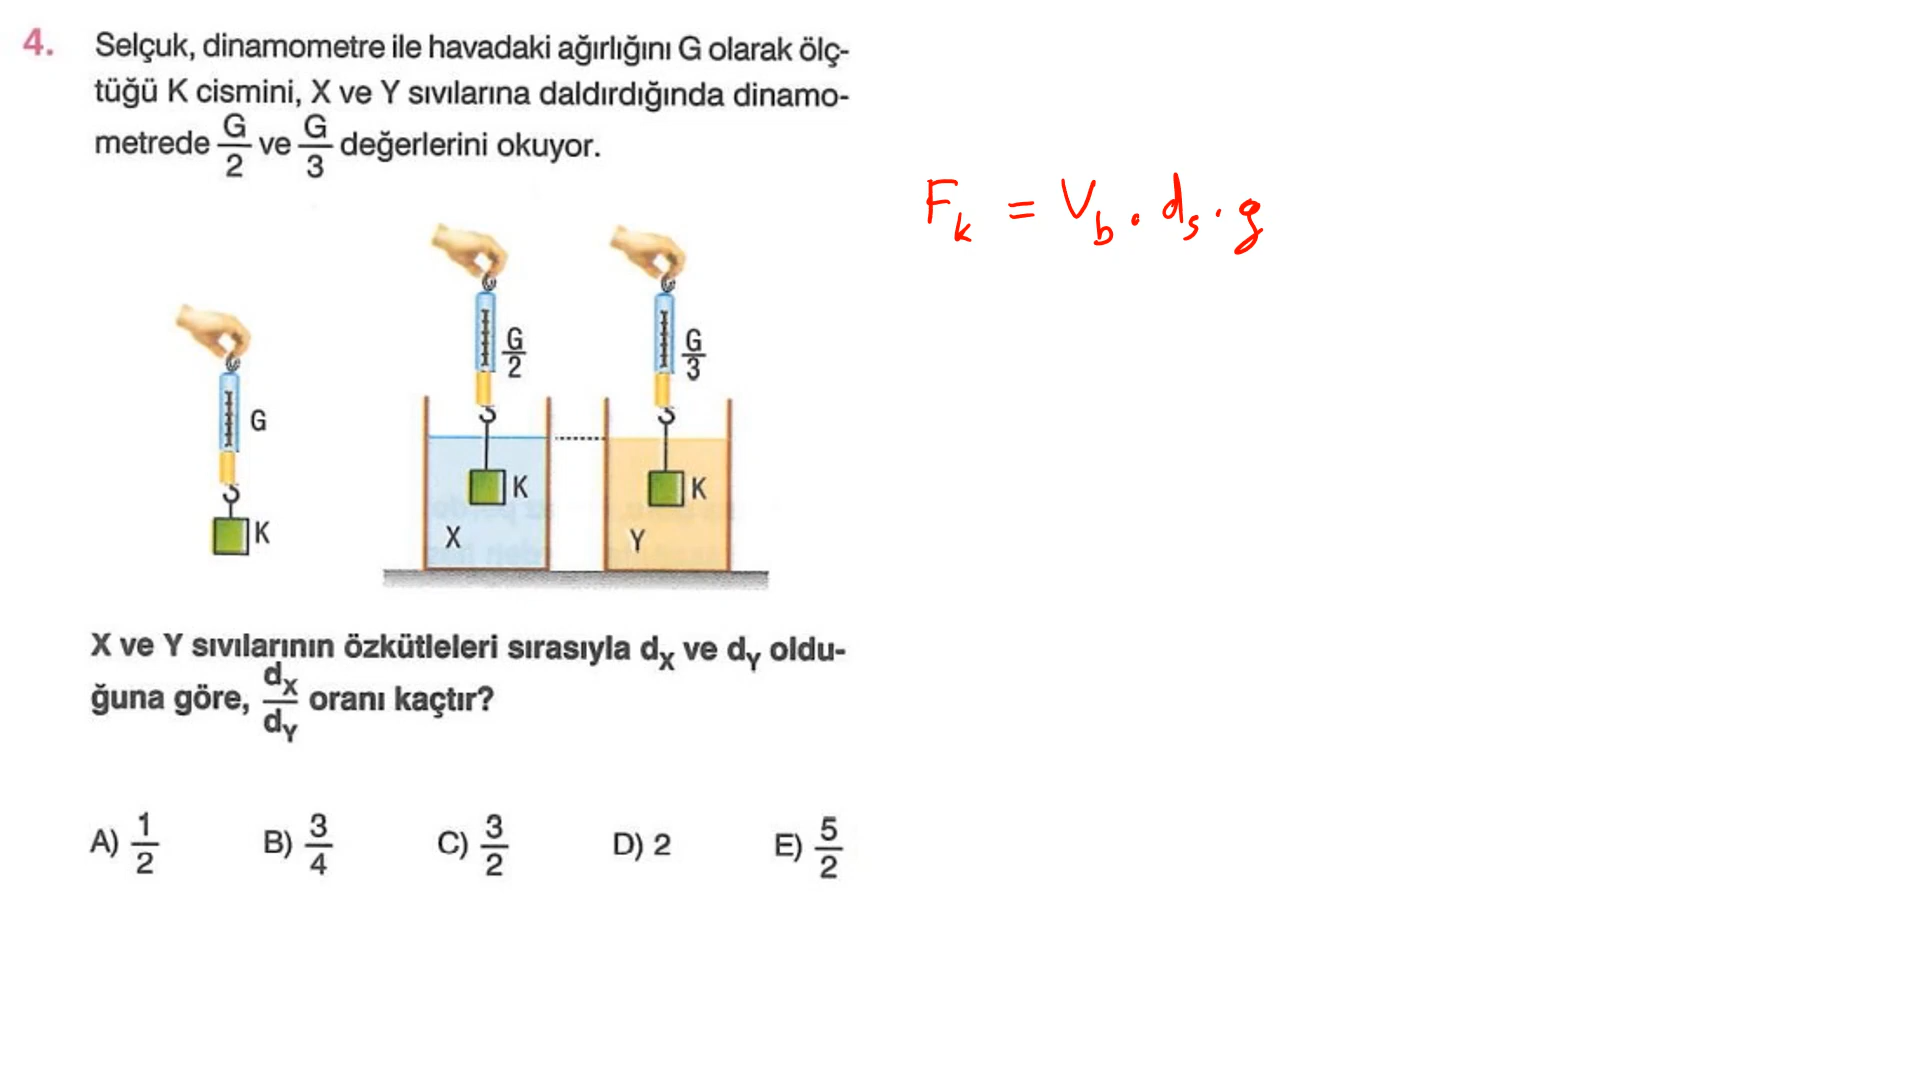 4. Selçuk, dinamometre ile havadaki ağırlığını G olarak ölç-
tüğü K cismini, X ve Y sıvılarına daldırdığında dinamo-
metrede G/2 ve G/3 değerlerini okuyor.
F_k = V_b . d_s . g
G
K
G/2
K
X
G/3
K
Y
X ve Y sıvılarının özkütleleri sırasıyla d_X ve d_Y oldu-
ğuna göre, d_X/d_Y oranı kaçtır?
A) 1/2 B) 3/4 C) 3/2 D) 2 E) 5/2